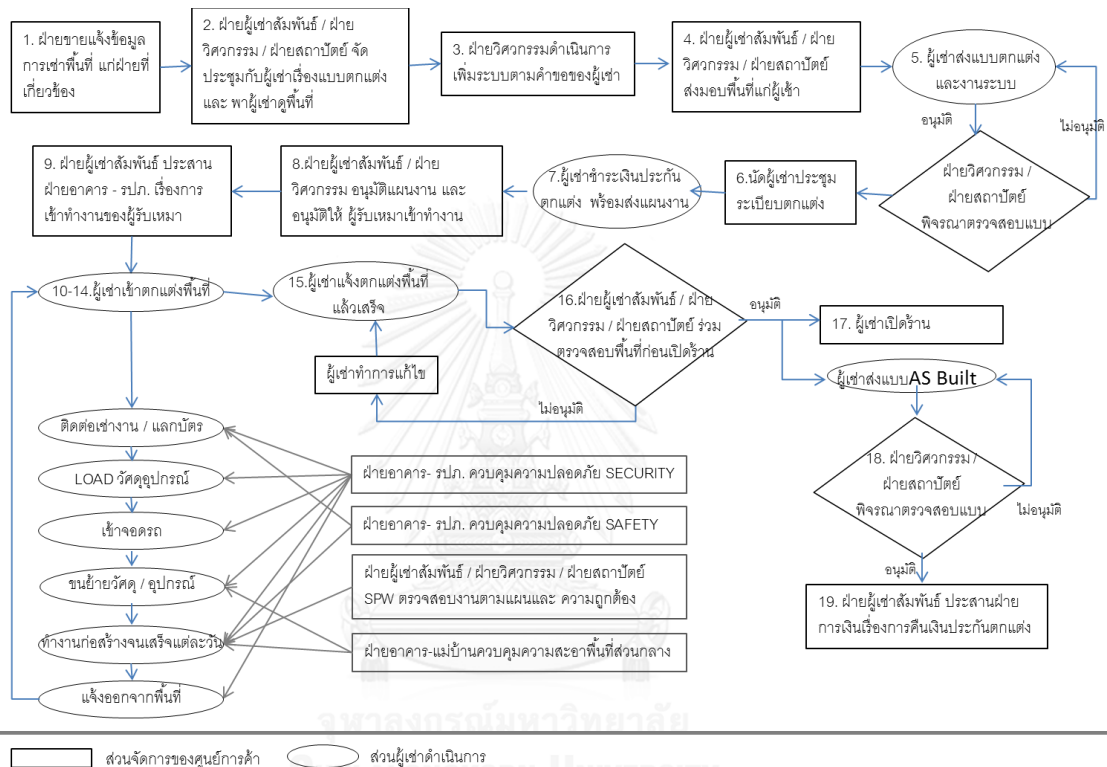 1. ฝ่ายขายแจ้งข้อมูล
การเช่าพื้นที่ แก่ฝ่ายที่
เกี่ยวข้อง
2. ฝ่ายผู้เช่าสัมพันธ์ / ฝ่าย
วิศวกรรม / ฝ่ายสถาปัตย์ จัด
ประชุมกับผู้เช่าเรื่องแบบตกแต่ง
และ พาผู้เช่าดูพื้นที่
3. ฝ่ายวิศวกรรมดำเนินการ
เพิ่มระบบตามคำขอของผู้เช่า
4. ฝ่ายผู้เช่าสัมพันธ์ / ฝ่าย
วิศวกรรม / ฝ่ายสถาปัตย์
ส่งมอบพื้นที่แก่ผู้เช้า
5. ผู้เช่าส่งแบบตกแต่ง
และงานระบบ
อนุมัติ
ไม่อนุมัติ
ฝ่ายวิศวกรรม /
ฝ่ายสถาปัตย์
พิจรณาตรวจสอบแบบ
6.นัดผู้เช่าประชุม
ระเบียบตกแต่ง
7.ผู้เช่าชำระเงินประกัน
ตกแต่ง พร้อมส่งแผนงาน
8.ฝ่ายผู้เช่าสัมพันธ์ / ฝ่าย
วิศวกรรม อนุมัติแผนงาน และ
อนุมัติให้ ผู้รับเหมาเข้าทำงาน
9. ฝ่ายผู้เช่าสัมพันธ์ ประสาน
ฝ่ายอาคาร - รปภ. เรื่องการ
เข้าทำงานของผู้รับเหมา
10-14.ผู้เช่าเข้าตกแต่งพื้นที่
15.ผู้เช่าแจ้งตกแต่งพื้นที่
แล้วเสร็จ
16.ฝ่ายผู้เช่าสัมพันธ์ / ฝ่าย
วิศวกรรม / ฝ่ายสถาปัตย์ ร่วม
ตรวจสอบพื้นที่ก่อนเปิดร้าน
อนุมัติ
17. ผู้เช่าเปิดร้าน
ผู้เช่าทำการแก้ไข
ไม่อนุมัติ
ผู้เช่าส่งแบบAS Built
18. ฝ่ายวิศวกรรม /
ฝ่ายสถาปัตย์
พิจรณาตรวจสอบแบบ
ไม่อนุมัติ
อนุมัติ
19. ฝ่ายผู้เช่าสัมพันธ์ ประสานฝ่าย
การเงินเรื่องการคืนเงินประกันตกแต่ง
ติดต่อเช่างาน / แลกบัตร
LOAD วัศดุอุปกรณ์
เข้าจอดรถ
ขนย้ายวัศดุ / อุปกรณ์
ทำงานก่อสร้างจนเสร็จแต่ละวัน
แจ้งออกจากพื้นที่
ฝ่ายอาคาร- รปภ. ควบคุมความปลอดภัย SECURITY
ฝ่ายอาคาร- รปภ. ควบคุมความปลอดภัย SAFETY
ฝ่ายผู้เช่าสัมพันธ์ / ฝ่ายวิศวกรรม / ฝ่ายสถาปัตย์
SPW ตรวจสอบงานตามแผนและ ความถูกต้อง
ฝ่ายอาคาร-แม่บ้านควบคุมความสะอาพื้นที่ส่วนกลาง
จุฬาลงกรณ์มหาวิทยาลัย
ส่วนจัดการของศูนย์การค้า
ส่วนผู้เช่าดำเนินการ